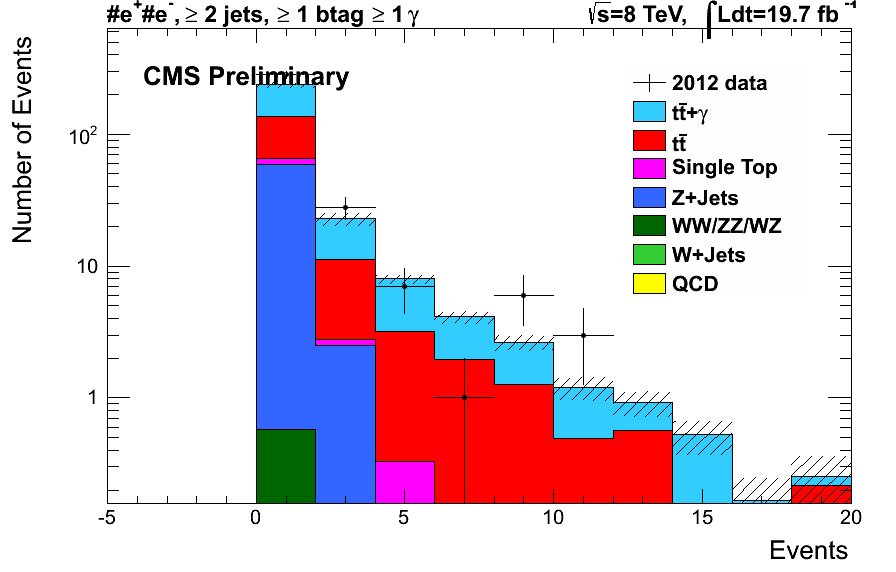 #e⁺#e⁻, ≥ 2 jets, ≥ 1 btag ≥ 1 γ
√s=8 TeV, ∫Ldt=19.7 fb⁻¹
CMS Preliminary
Number of Events
10²
10
1
2012 data
tt̄+γ
tt̄
Single Top
Z+Jets
WW/ZZ/WZ
W+Jets
QCD
-5 0 5 10 15 20
Events